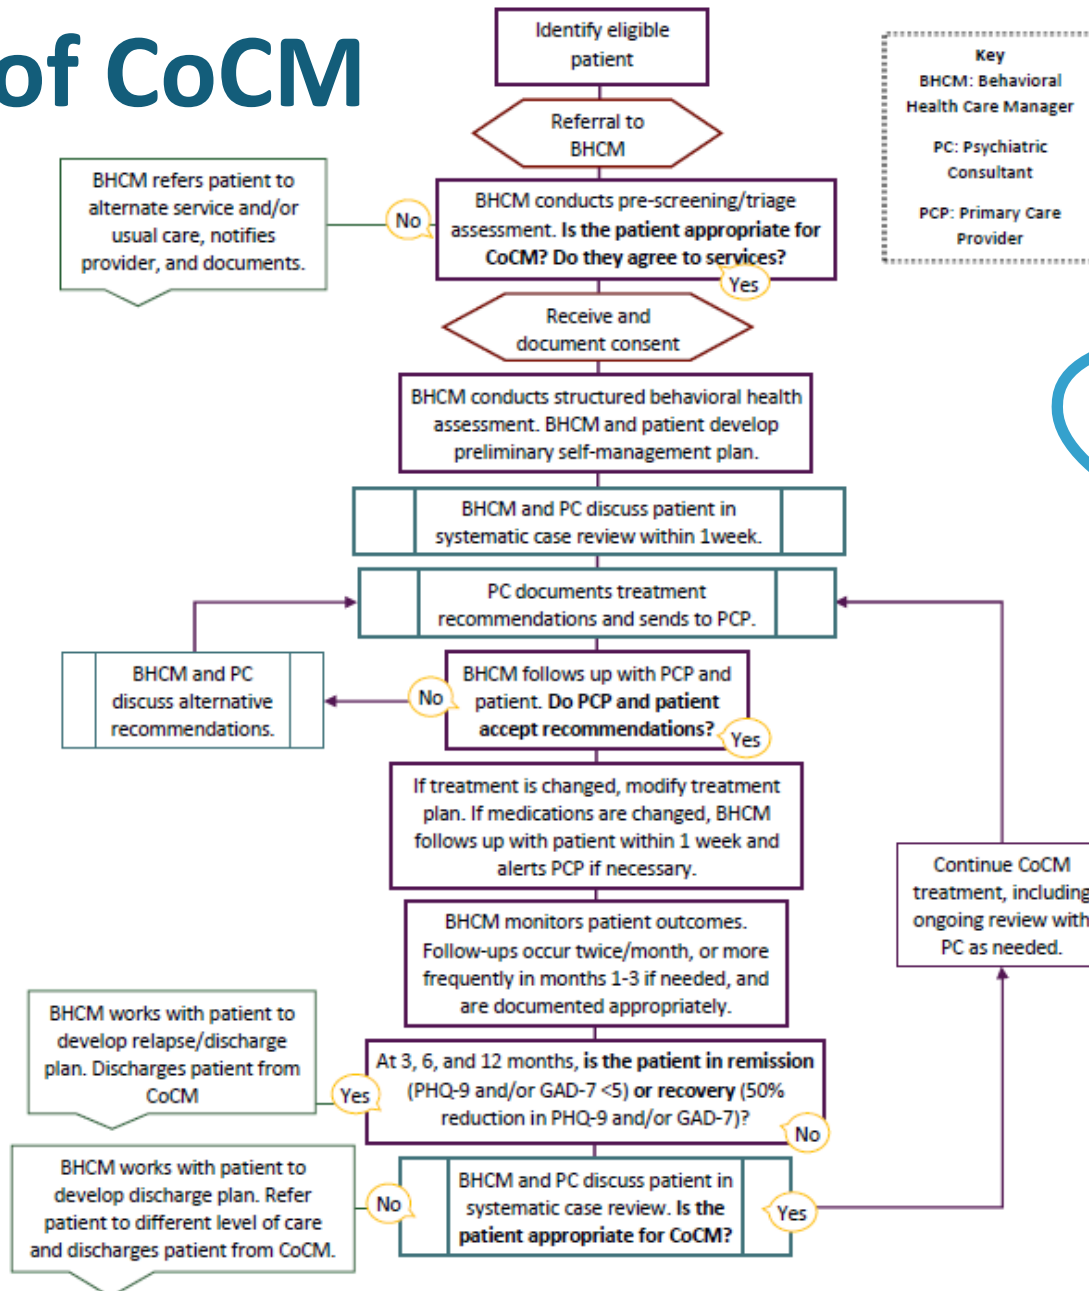 of CoCM
Identify eligible
patient
Key
BHCM: Behavioral
Health Care Manager
PC: Psychiatric
Consultant
PCP: Primary Care
Provider
Referral to
BHCM
BHCM refers patient to
alternate service and/or
usual care, notifies
provider, and documents.
No
BHCM conducts pre-screening/triage
assessment. Is the patient appropriate for
CoCM? Do they agree to services?
Yes
Receive and
document consent
BHCM conducts structured behavioral health
assessment. BHCM and patient develop
preliminary self-management plan.
BHCM and PC discuss patient in
systematic case review within 1week.
PC documents treatment
recommendations and sends to PCP.
BHCM and PC
discuss alternative
recommendations.
No
BHCM follows up with PCP and
patient. Do PCP and patient
accept recommendations?
Yes
If treatment is changed, modify treatment
plan. If medications are changed, BHCM
follows up with patient within 1 week and
alerts PCP if necessary.
Continue CoCM
treatment, including
ongoing review with
PC as needed.
BHCM monitors patient outcomes.
Follow-ups occur twice/month, or more
frequently in months 1-3 if needed, and
are documented appropriately.
BHCM works with patient to
develop relapse/discharge
plan. Discharges patient from
CoCM
Yes
At 3, 6, and 12 months, is the patient in remission
(PHQ-9 and/or GAD-7 <5) or recovery (50%
reduction in PHQ-9 and/or GAD-7)?
No
BHCM works with patient to
develop discharge plan. Refer
patient to different level of care
and discharges patient from CoCM.
No
BHCM and PC discuss patient in
systematic case review. Is the
patient appropriate for CoCM?
Yes